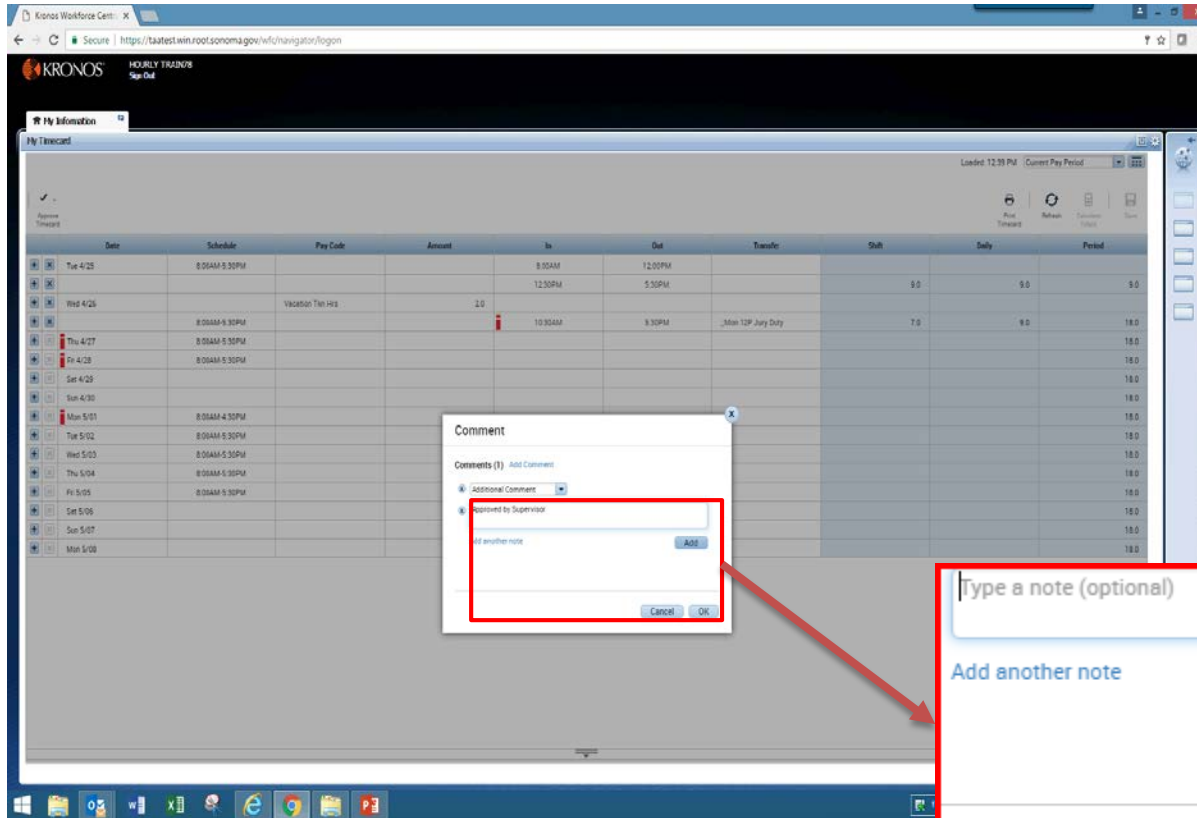 Kronos Workforce Centr
Secure | https://taatest.win.root.sonoma.gov/wfc/navigator/logon
KRONOS HOURLY TRAIN78
Sign Out
My Infomation
My Timecard
Loaded: 12:39 PM Current Pay Period
Approve Timecard
Print Timecard Refresh Save
Date Schedule Pay Code Amount In Out Transfer Shift Daily Period
Tue 4/25 8:00AM-5:30PM 8:00AM 12:00PM
12:30PM 5:30PM 9.0 9.0 9.0
Wed 4/26 Vacation Tkn Hrs 2.0
8:00AM-5:30PM 10:30AM 5:30PM ;;Mon 12P Jury Duty 7.0 9.0 18.0
Thu 4/27 8:00AM-5:30PM 18.0
Fri 4/28 8:00AM-5:30PM 18.0
Sat 4/29 18.0
Sun 4/30 18.0
Mon 5/01 8:00AM-4:30PM 18.0
Tue 5/02 8:00AM-5:30PM 18.0
Wed 5/03 8:00AM-5:30PM 18.0
Thu 5/04 8:00AM-5:30PM 18.0
Fri 5/05 8:00AM-5:30PM 18.0
Sat 5/06 18.0
Sun 5/07 18.0
Mon 5/08 18.0
Comment
Comments (1) Add Comment
Additional Comment
Approved by Supervisor
Add another note Add
Cancel OK
Type a note (optional)
Add another note